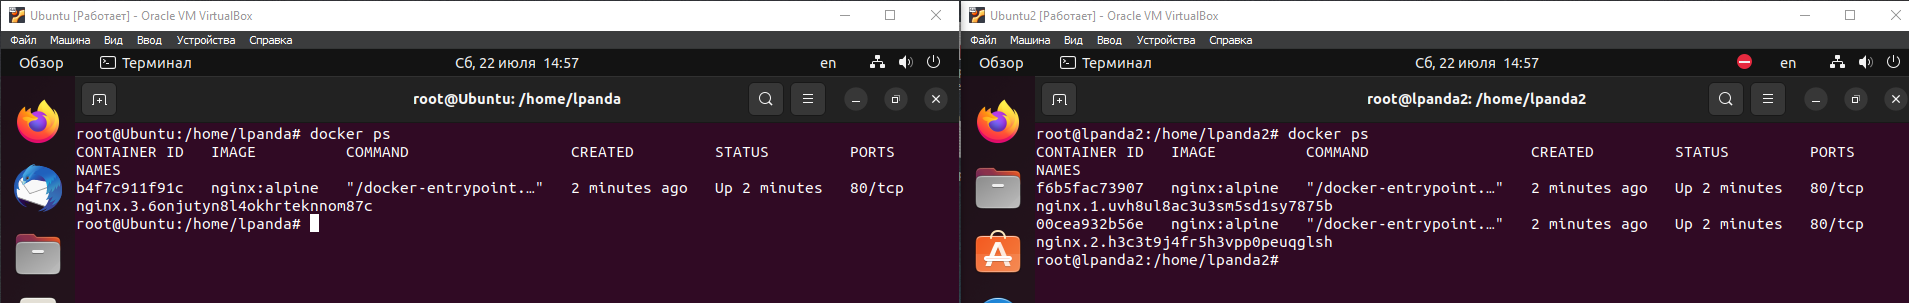 Ubuntu [Работает] - Oracle VM VirtualBox
Файл Машина Вид Ввод Устройства Справка
Обзор Терминал Сб, 22 июля 14:57 en
root@Ubuntu: /home/lpanda
root@Ubuntu:/home/lpanda# docker ps
CONTAINER ID IMAGE COMMAND CREATED STATUS PORTS
NAMES
b4f7c911f91c nginx:alpine "/docker-entrypoint.…" 2 minutes ago Up 2 minutes 80/tcp
nginx.3.6onjutyn8l4okhrteknnom87c
root@Ubuntu:/home/lpanda#
Ubuntu2 [Работает] - Oracle VM VirtualBox
Файл Машина Вид Ввод Устройства Справка
Обзор Терминал Сб, 22 июля 14:57 en
root@lpanda2: /home/lpanda2
root@lpanda2:/home/lpanda2# docker ps
CONTAINER ID IMAGE COMMAND CREATED STATUS PORTS
NAMES
f6b5fac73907 nginx:alpine "/docker-entrypoint.…" 2 minutes ago Up 2 minutes 80/tcp
nginx.1.uvh8ul8ac3u3sm5sd1sy7875b
00cea932b56e nginx:alpine "/docker-entrypoint.…" 2 minutes ago Up 2 minutes 80/tcp
nginx.2.h3c3t9j4fr5h3vpp0peuqglsh
root@lpanda2:/home/lpanda2#